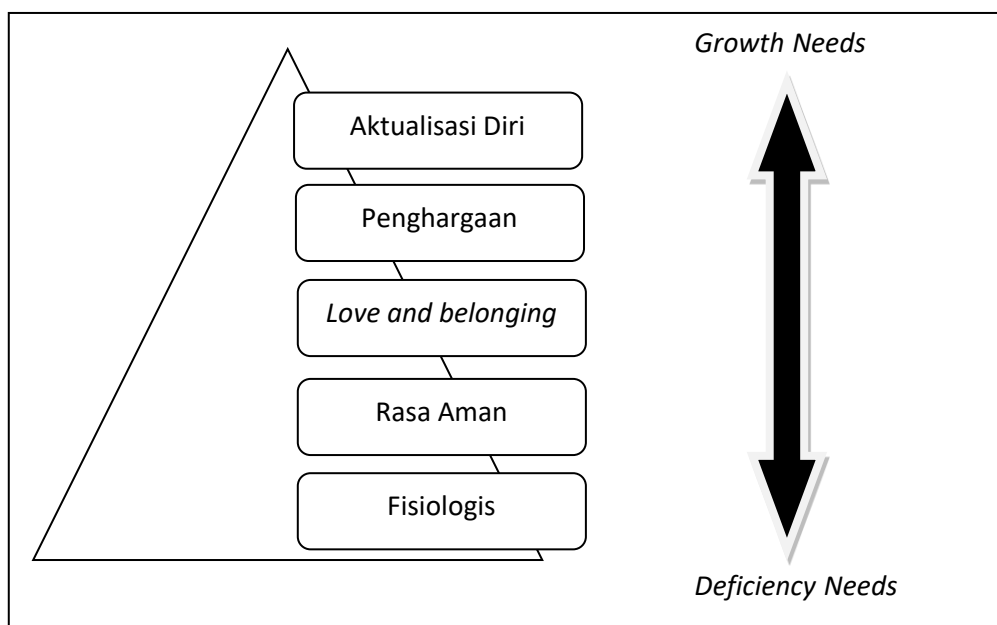 Growth Needs
Aktualisasi Diri
Penghargaan
Love and belonging
Rasa Aman
Fisiologis
Deficiency Needs